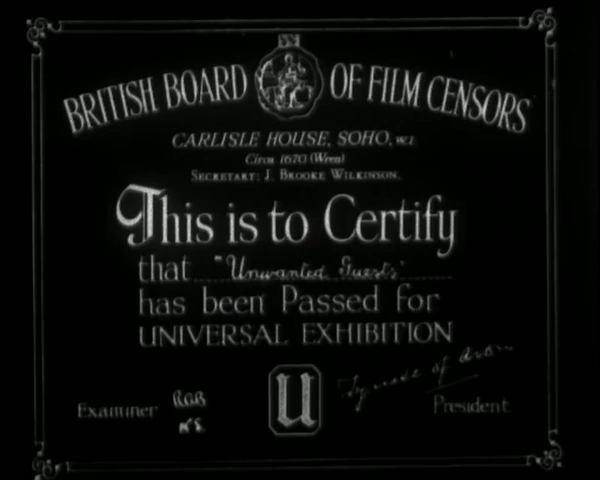 BRITISH BOARD OF FILM CENSORS
CARLISLE HOUSE, SOHO, W.1.
Circa 1670 (Wren)
SECRETARY: J. BROOKE WILKINSON.
This is to Certify
that "Unwanted Guests"
has been Passed for
UNIVERSAL EXHIBITION
U
Examiner
President